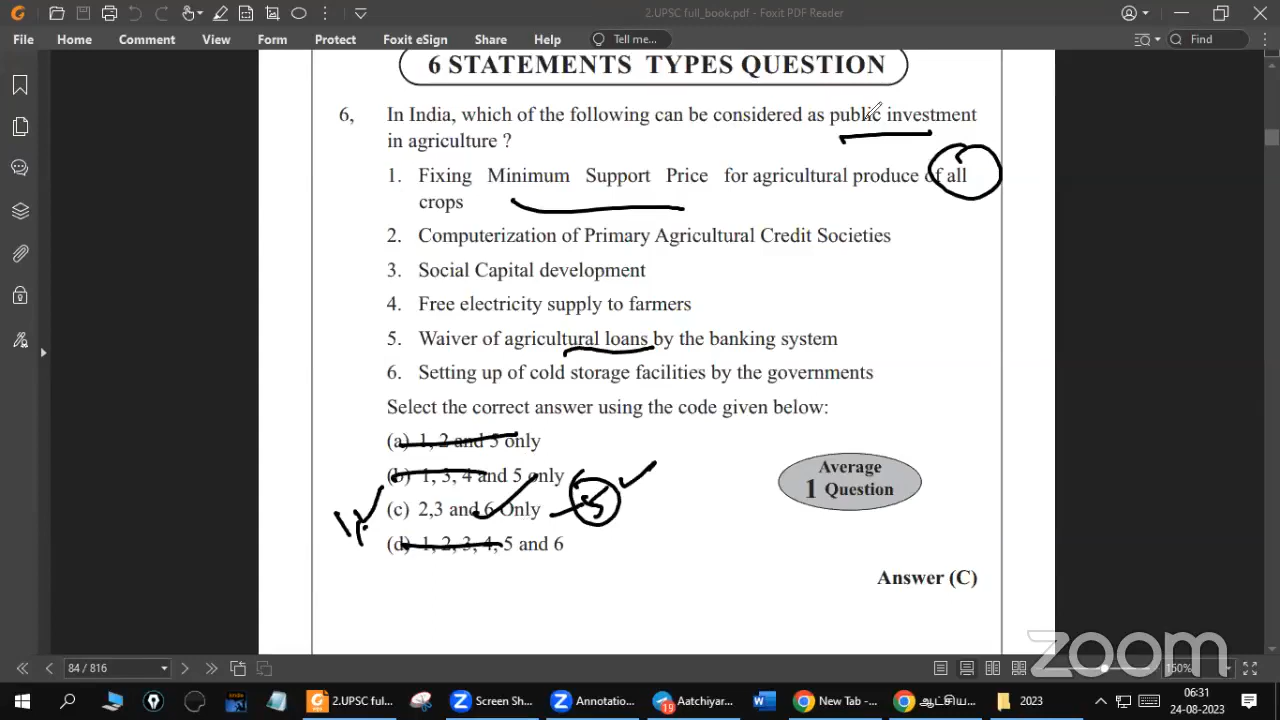 2.UPSC full_book.pdf - Foxit PDF Reader
File Home Comment View Form Protect Foxit eSign Share Help Tell me... Find
6 STATEMENTS TYPES QUESTION
6, In India, which of the following can be considered as public investment
in agriculture ?
1. Fixing Minimum Support Price for agricultural produce of all
crops
2. Computerization of Primary Agricultural Credit Societies
3. Social Capital development
4. Free electricity supply to farmers
5. Waiver of agricultural loans by the banking system
6. Setting up of cold storage facilities by the governments
Select the correct answer using the code given below:
(a) 1, 2 and 5 only
(b) 1, 3, 4 and 5 only
(c) 2,3 and 6 Only
(d) 1, 2, 3, 4, 5 and 6
Average
1 Question
Answer (C)
zoom
84 / 816 150%
2.UPSC full... Screen Sh... Annotatio... 19 Aatchiyar... New Tab -... ஆட்சிய... 2023 06:31
24-08-2023